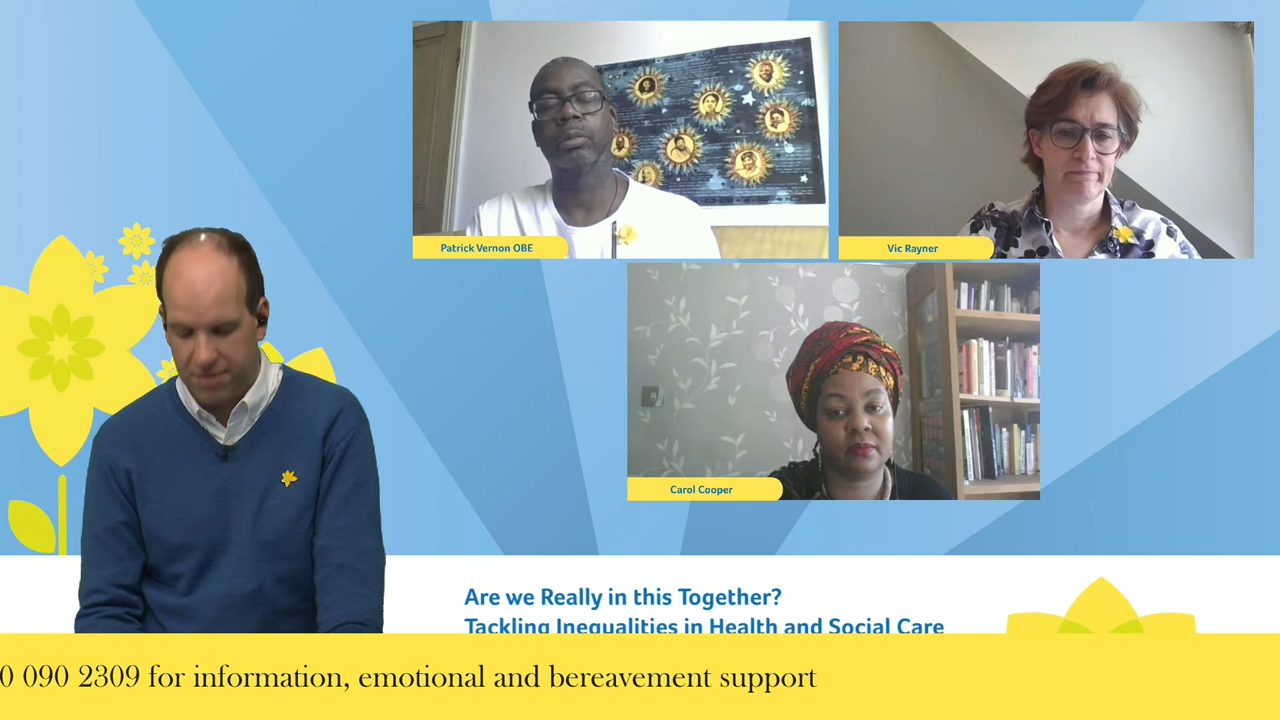 Patrick Vernon OBE
Vic Rayner
Carol Cooper
Are we Really in this Together?
Tackling Inequalities in Health and Social Care
0 090 2309 for information, emotional and bereavement support